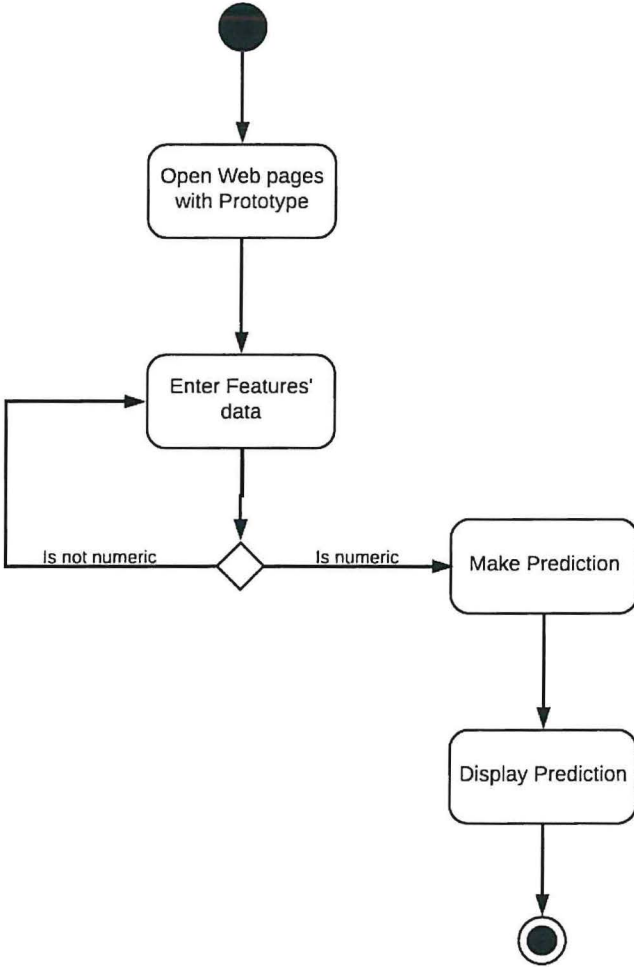 Open Web pages
with Prototype
Enter Features'
data
Is not numeric
Is numeric
Make Prediction
Display Prediction